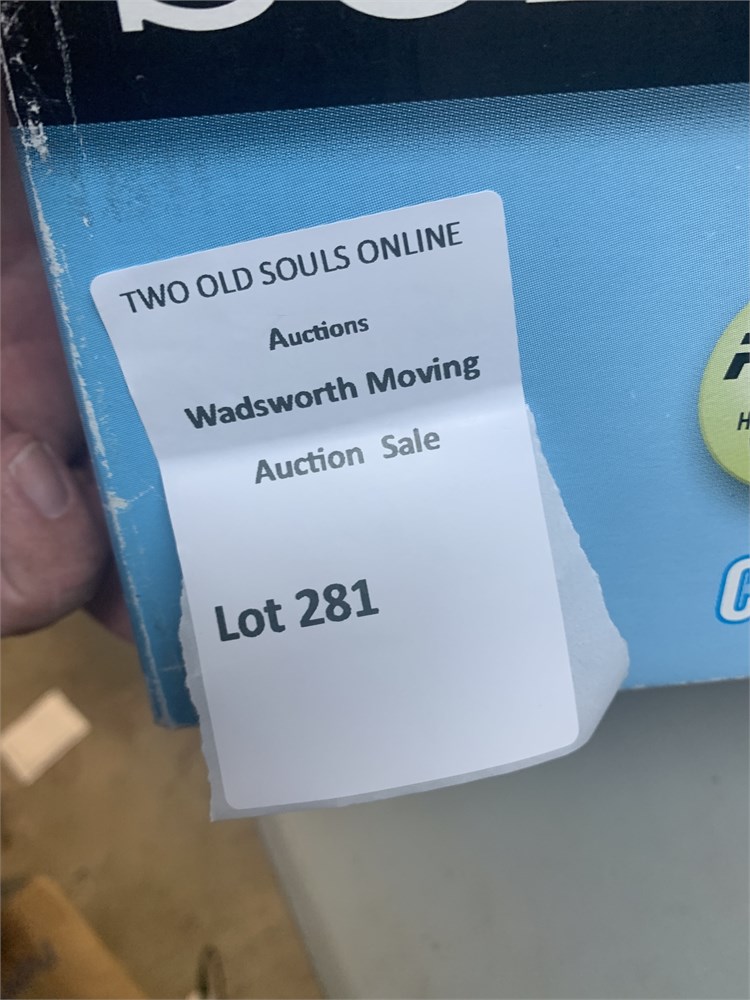 TWO OLD SOULS ONLINE
Auctions
Wadsworth Moving
Auction Sale
Lot 281